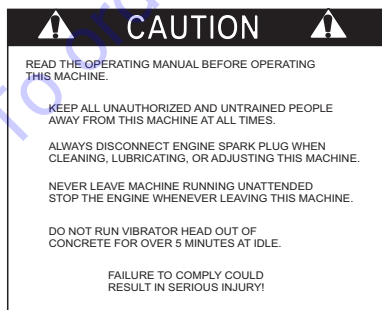 CAUTION
READ THE OPERATING MANUAL BEFORE OPERATING
THIS MACHINE.
KEEP ALL UNAUTHORIZED AND UNTRAINED PEOPLE
AWAY FROM THIS MACHINE AT ALL TIMES.
ALWAYS DISCONNECT ENGINE SPARK PLUG WHEN
CLEANING, LUBRICATING, OR ADJUSTING THIS MACHINE.
NEVER LEAVE MACHINE RUNNING UNATTENDED
STOP THE ENGINE WHENEVER LEAVING THIS MACHINE.
DO NOT RUN VIBRATOR HEAD OUT OF
CONCRETE FOR OVER 5 MINUTES AT IDLE.
FAILURE TO COMPLY COULD
RESULT IN SERIOUS INJURY!